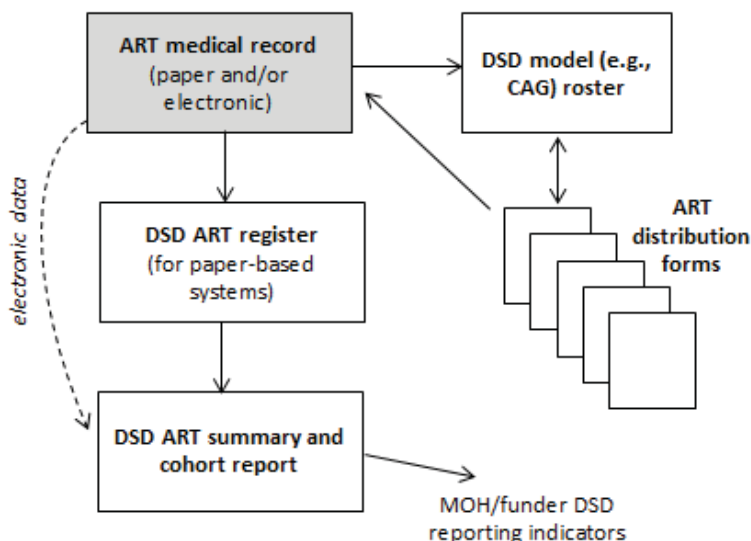 ART medical record
(paper and/or
electronic)
DSD model (e.g.,
CAG) roster
electronic data
DSD ART register
(for paper-based
systems)
ART
distribution
forms
DSD ART summary and
cohort report
MOH/funder DSD
reporting indicators